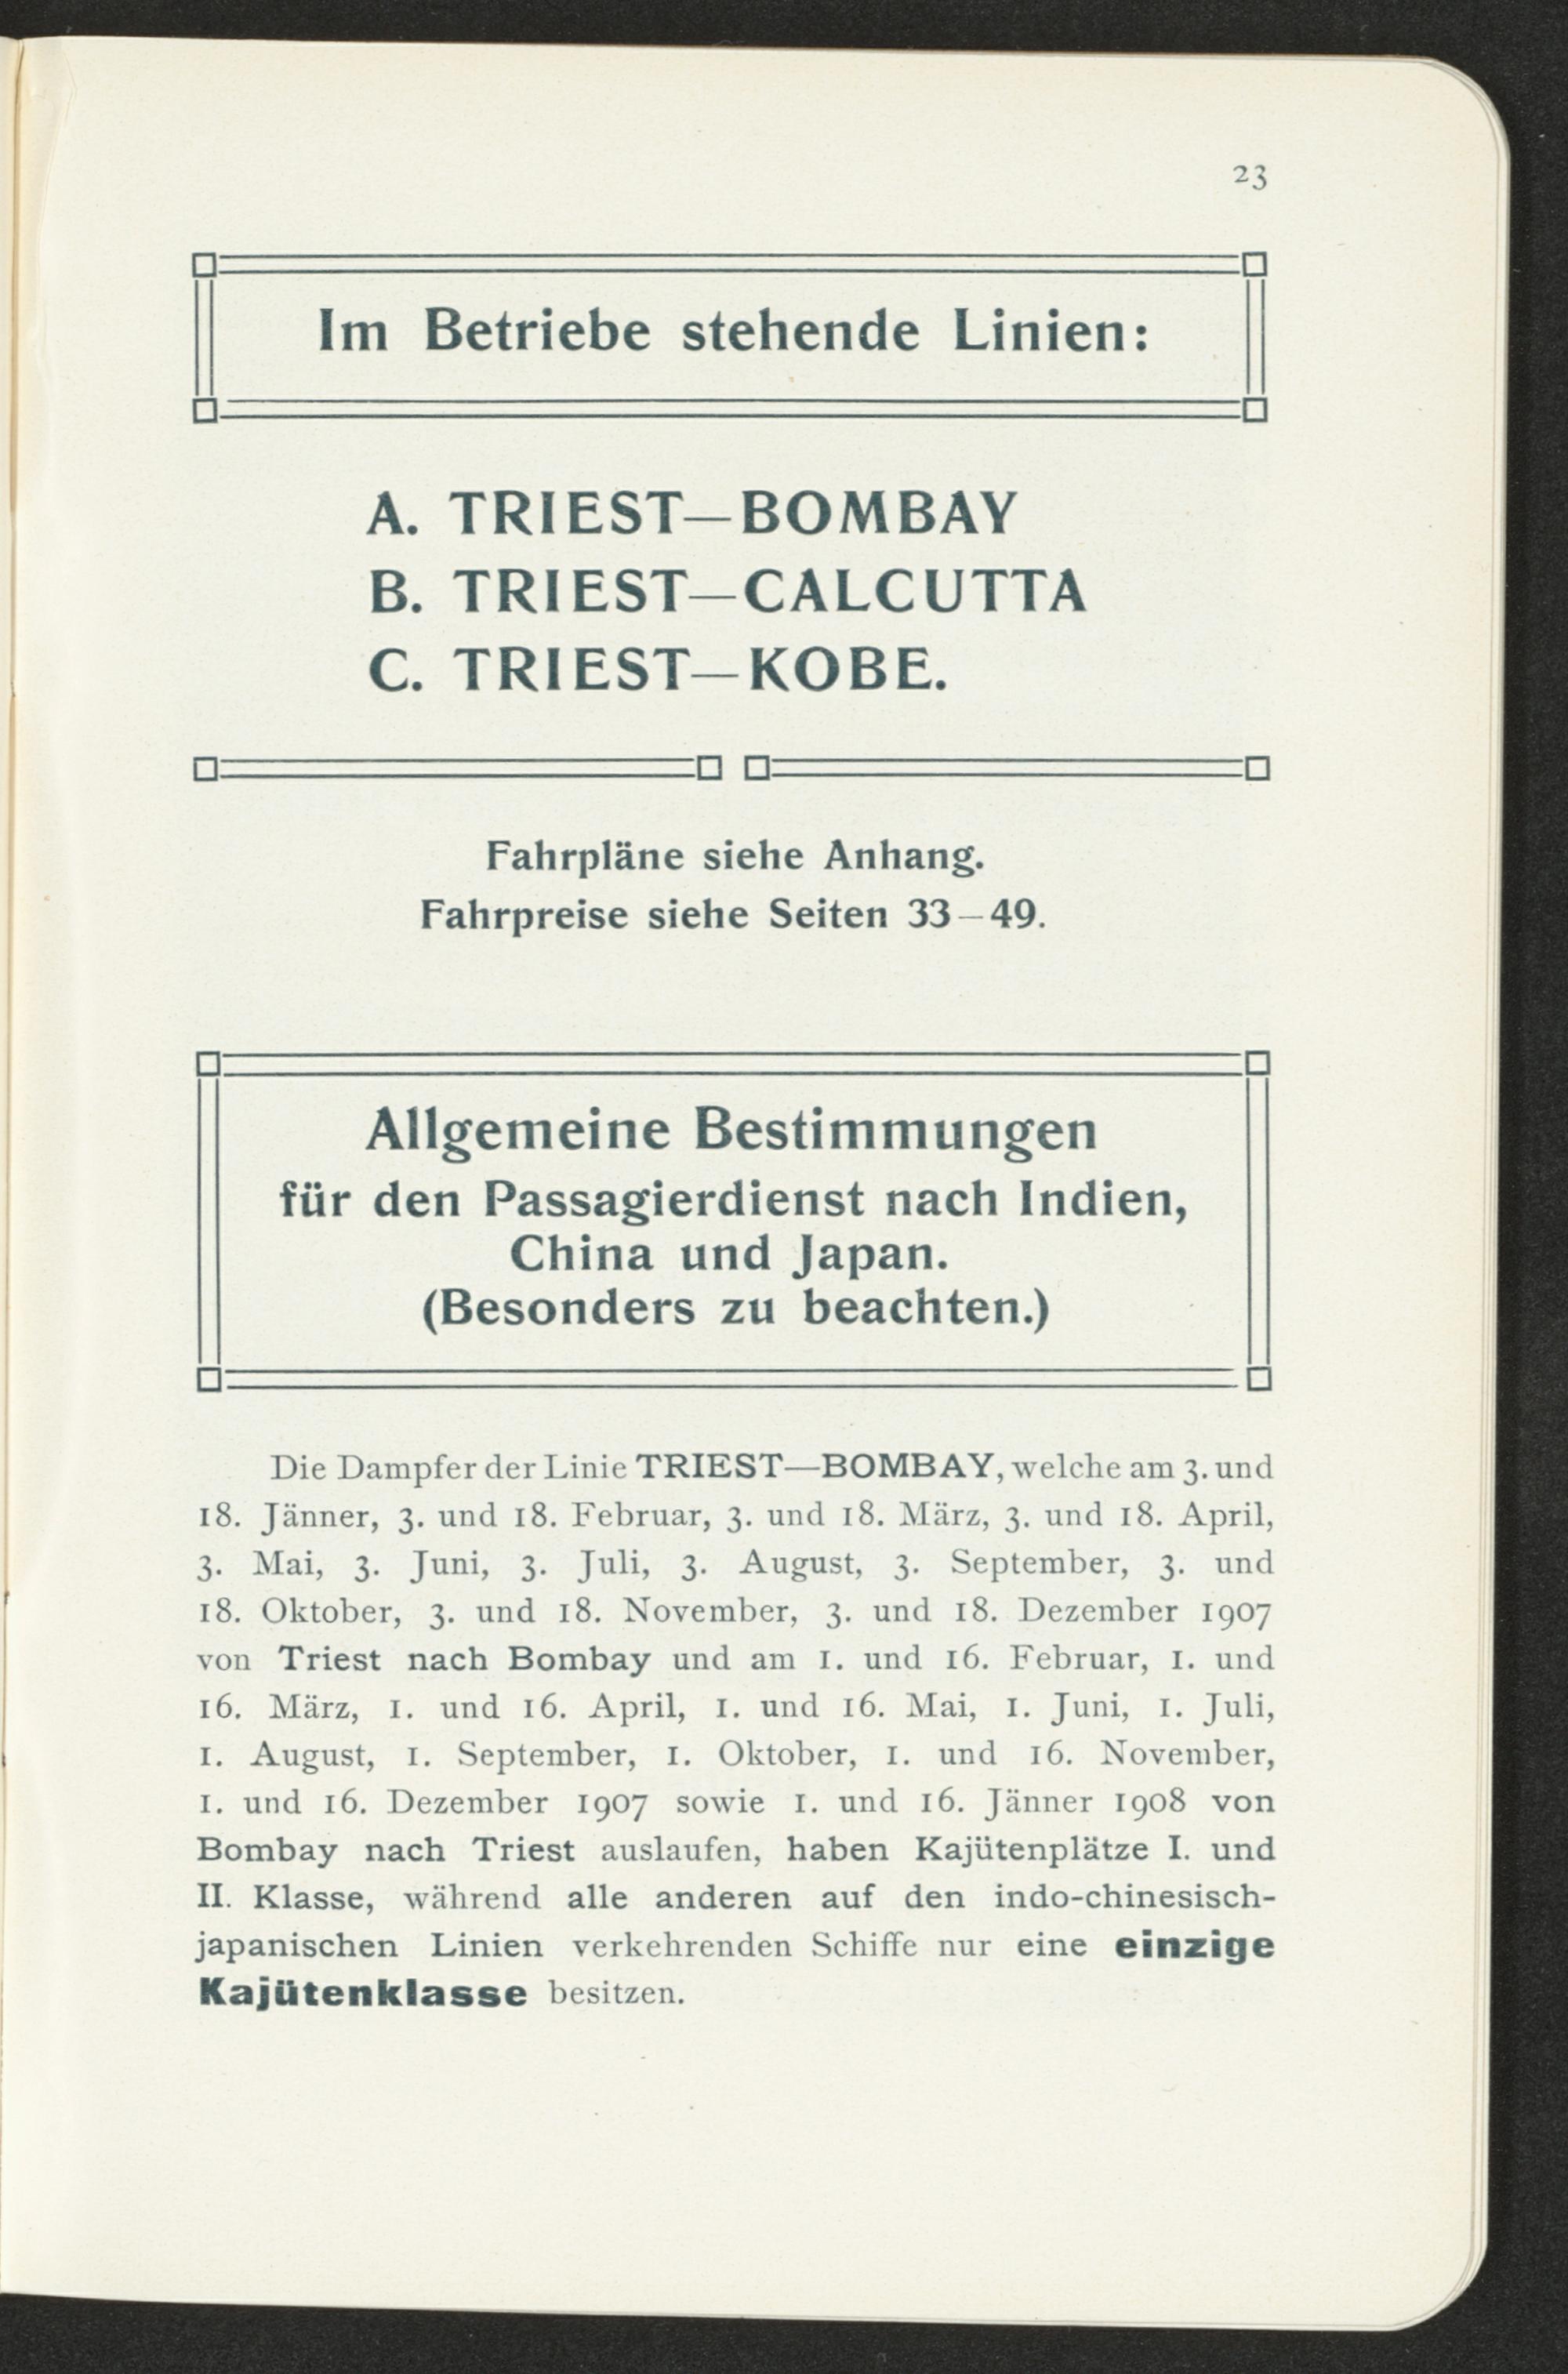 23
Im Betriebe stehende Linien:
A. TRIEST—BOMBAY
B. TRIEST—CALCUTTA
C. TRIEST—KOBE.
Fahrpläne siehe Anhang.
Fahrpreise siehe Seiten 33–49.
Allgemeine Bestimmungen
für den Passagierdienst nach Indien,
China und Japan.
(Besonders zu beachten.)
Die Dampfer der Linie TRIEST—BOMBAY, welche am 3. und
18. Jänner, 3. und 18. Februar, 3. und 18. März, 3. und 18. April,
3. Mai, 3. Juni, 3. Juli, 3. August, 3. September, 3. und
18. Oktober, 3. und 18. November, 3. und 18. Dezember 1907
von Triest nach Bombay und am 1. und 16. Februar, 1. und
16. März, 1. und 16. April, 1. und 16. Mai, 1. Juni, 1. Juli,
1. August, 1. September, 1. Oktober, 1. und 16. November,
1. und 16. Dezember 1907 sowie 1. und 16. Jänner 1908 von
Bombay nach Triest auslaufen, haben Kajütenplätze I. und
II. Klasse, während alle anderen auf den indo-chinesisch-
japanischen Linien verkehrenden Schiffe nur eine einzige
Kajütenklasse besitzen.